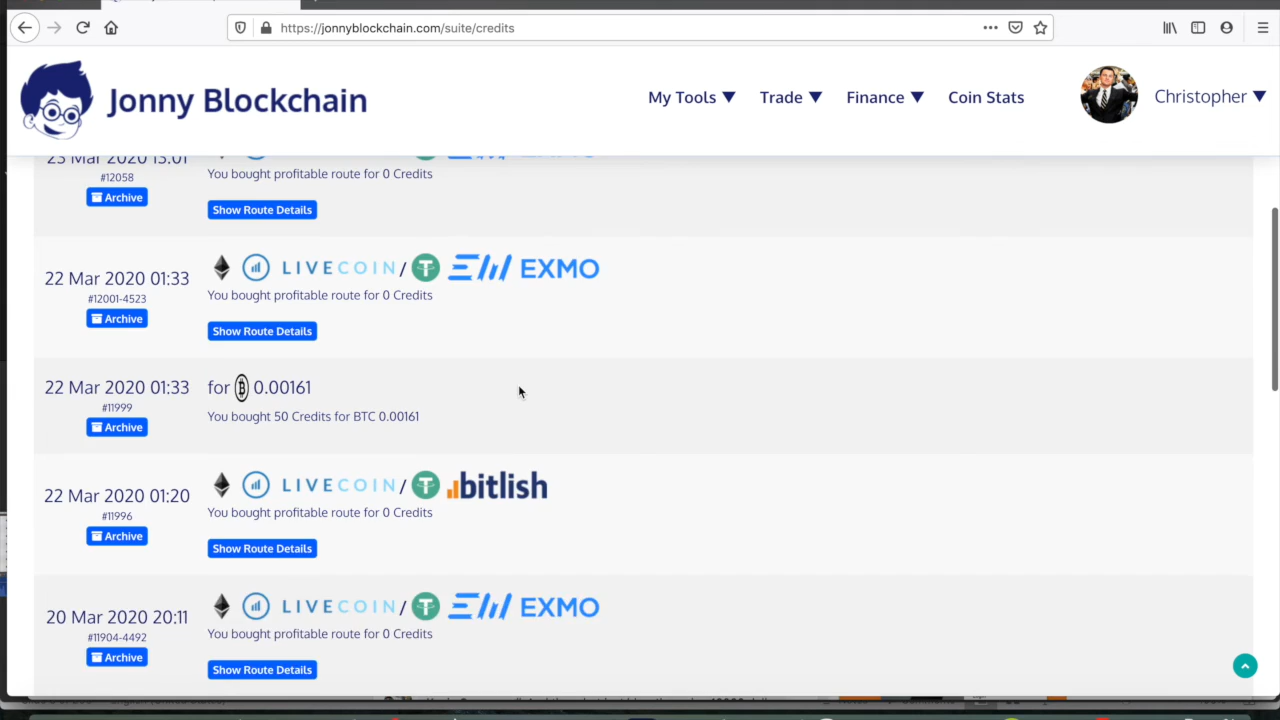 https://jonnyblockchain.com/suite/credits
Jonny Blockchain
My Tools ▼ Trade ▼ Finance ▼ Coin Stats Christopher ▼
23 Mar 2020 13:01
#12058
Archive
You bought profitable route for 0 Credits
Show Route Details
22 Mar 2020 01:33
#12001-4523
Archive
LIVECOIN / EXMO
You bought profitable route for 0 Credits
Show Route Details
22 Mar 2020 01:33
#11999
Archive
for ₿ 0.00161
You bought 50 Credits for BTC 0.00161
22 Mar 2020 01:20
#11996
Archive
LIVECOIN / bitlish
You bought profitable route for 0 Credits
Show Route Details
20 Mar 2020 20:11
#11904-4492
Archive
LIVECOIN / EXMO
You bought profitable route for 0 Credits
Show Route Details